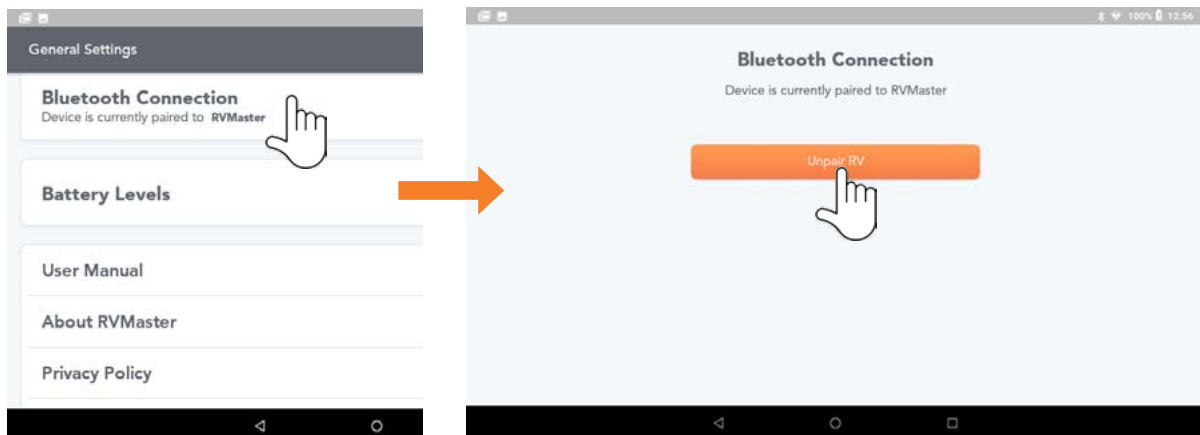 General Settings
Bluetooth Connection
Device is currently paired to RVMaster
Battery Levels
User Manual
About RVMaster
Privacy Policy
100% 12:56
Bluetooth Connection
Device is currently paired to RVMaster
Unpair RV